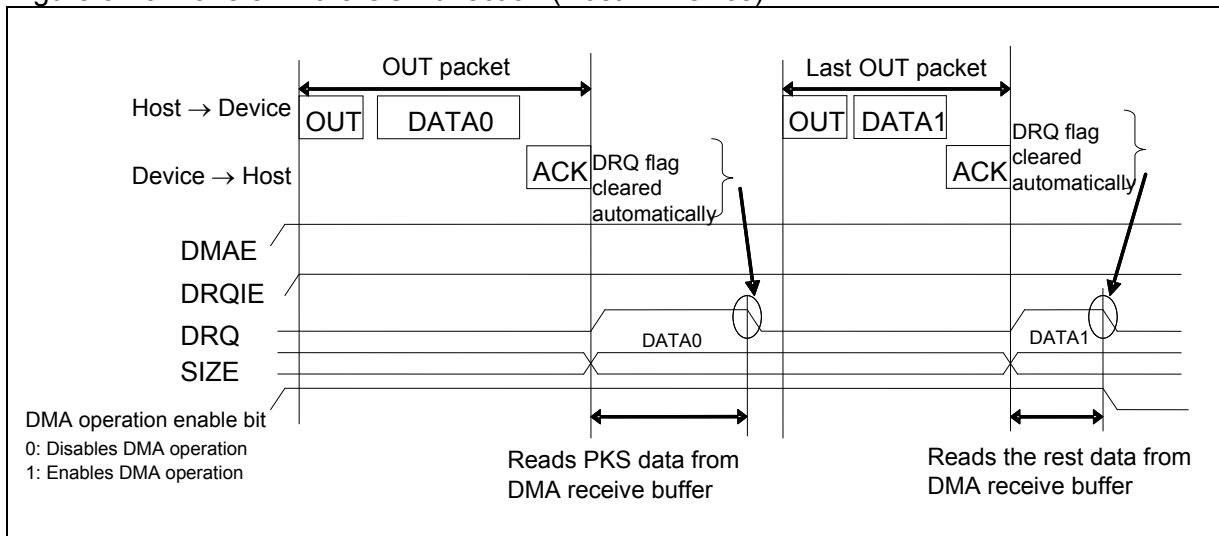 OUT packet
Last OUT packet
Host → Device
OUT
DATA0
OUT
DATA1
DRQ flag
cleared
automatically
Device → Host
ACK
DRQ flag
cleared
automatically
ACK
DMAE
DRQIE
DRQ
DATA0
DATA1
SIZE
DMA operation enable bit
0: Disables DMA operation
1: Enables DMA operation
Reads PKS data from
DMA receive buffer
Reads the rest data from
DMA receive buffer